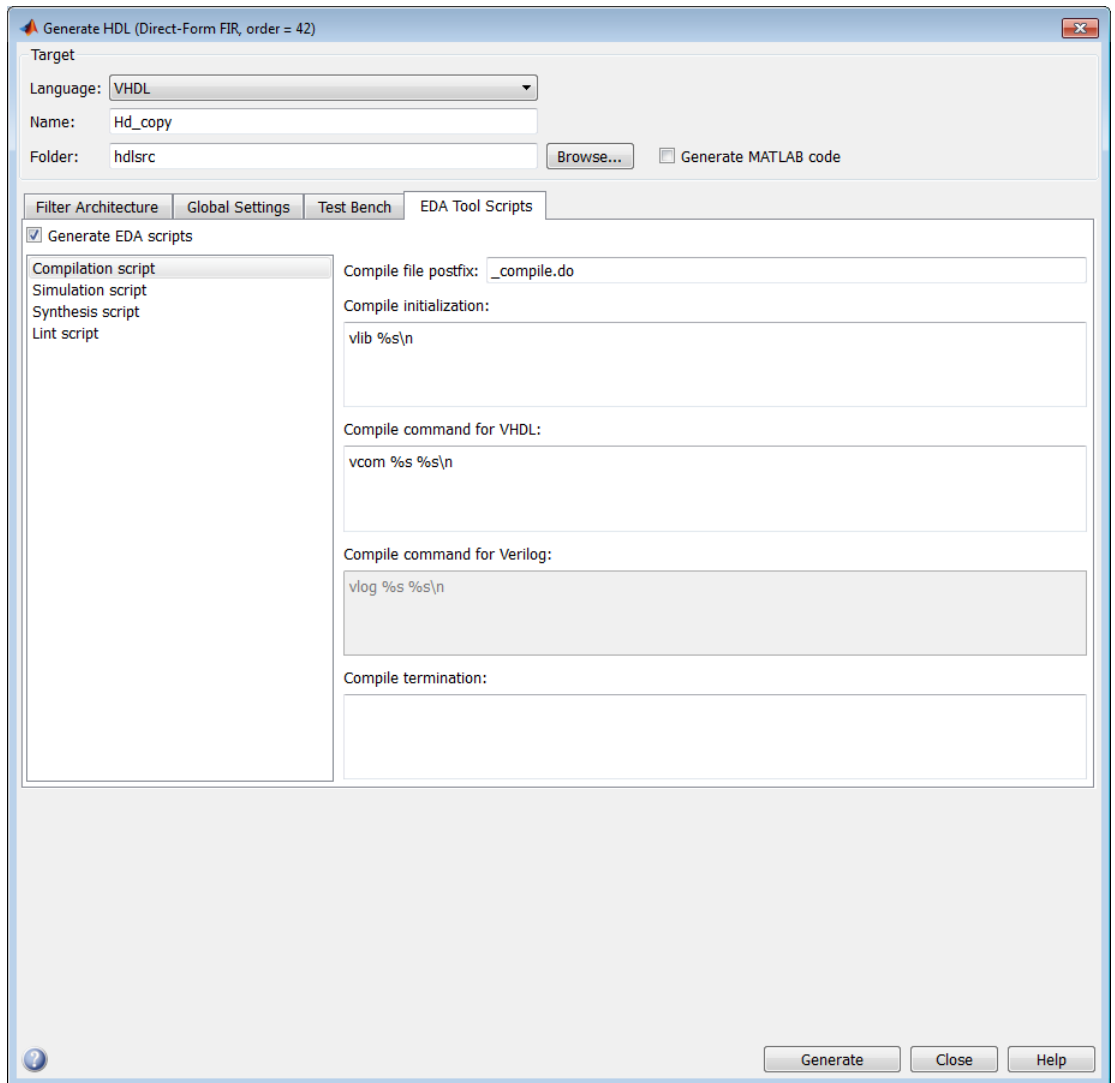 Generate HDL (Direct-Form FIR, order = 42)
Target
Language: VHDL
Name: Hd_copy
Folder: hdlsrc Browse... Generate MATLAB code
Filter Architecture Global Settings Test Bench EDA Tool Scripts
Generate EDA scripts
Compilation script
Simulation script
Synthesis script
Lint script
Compile file postfix: _compile.do
Compile initialization:
vlib %s\n
Compile command for VHDL:
vcom %s %s\n
Compile command for Verilog:
vlog %s %s\n
Compile termination:
? Generate Close Help